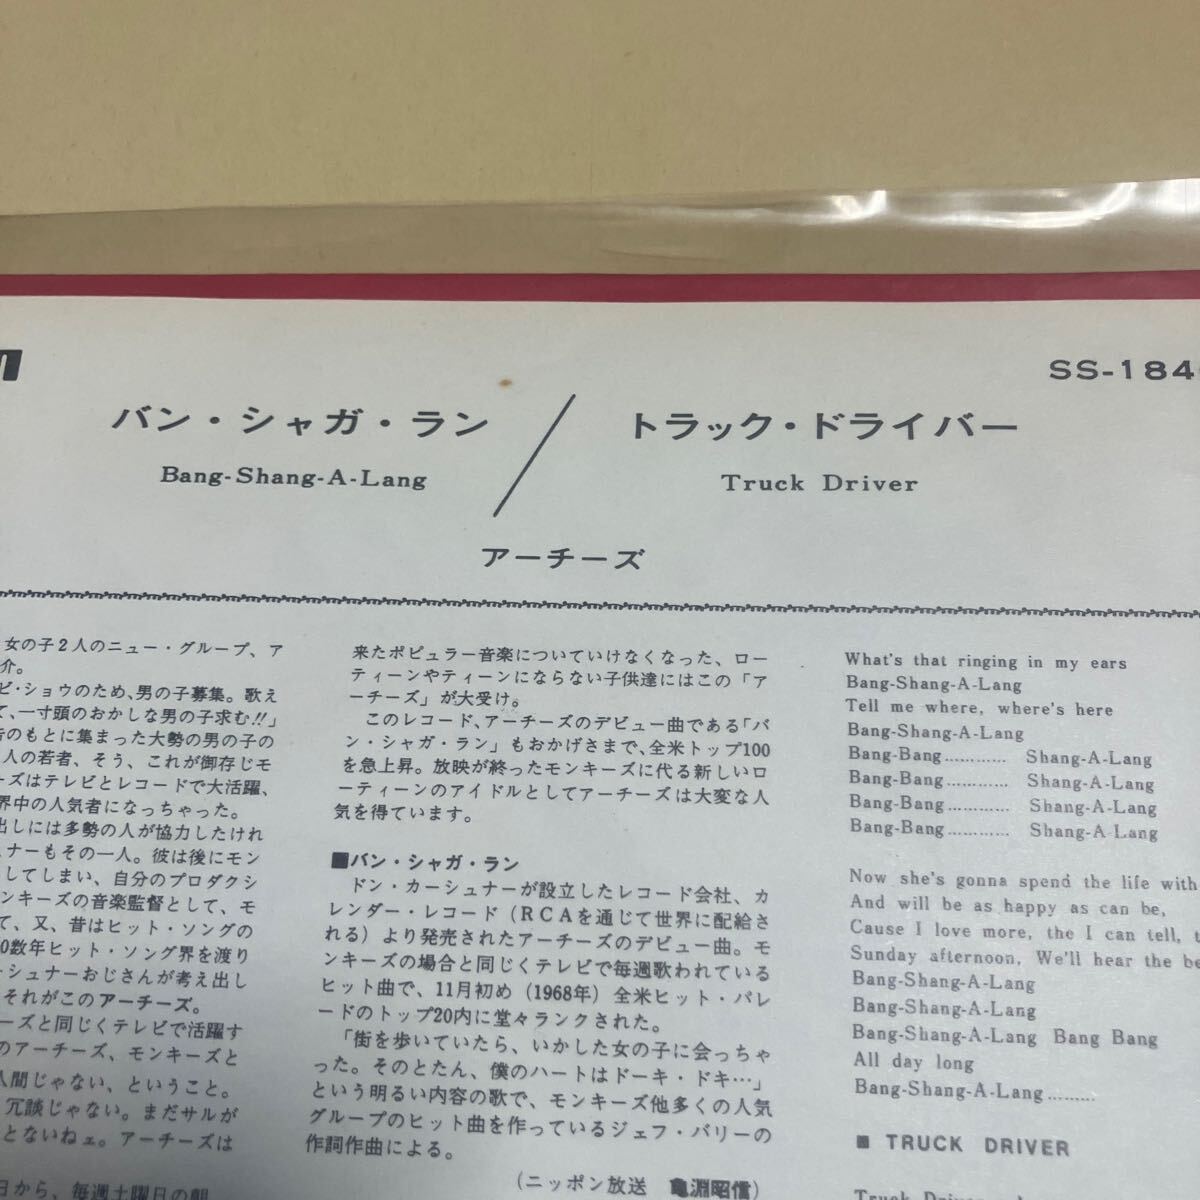 SS-184
バン・シャガ・ラン／トラック・ドライバー
Bang-Shang-A-Lang
Truck Driver
アーチーズ
女の子2人のニュー・グループ、ア
介。
ビ・ショウのため、男の子募集。歌え
て、一寸頭のおかしな男の子求む!!」
のもとに集まった大勢の男の子の
人の若者、そう、これが御存じモ
ーズはテレビとレコードで大活躍、
界中の人気者になっちゃった。
出しには多勢の人が協力したけれ
ュナーもその一人。彼は後にモン
してしまい、自分のプロダクシ
ンキーズの音楽監督として、モ
て、又、昔はヒット・ソングの
0数年ヒット・ソング界を渡り
ーシュナーおじさんが考え出し
それがこのアーチーズ。
ーズと同じくテレビで活躍す
のアーチーズ、モンキーズと
人間じゃない、ということ。
冗談じゃない。まだサルが
とないねェ。アーチーズは
日から、毎週土曜日の朝
来たポピュラー音楽についていけなくなった、ロー
ティーンやティーンにならない子供達にはこの「ア
ーチーズ」が大受け。
このレコード、アーチーズのデビュー曲である「バ
ン・シャガ・ラン」もおかげさまで、全米トップ100
を急上昇。放映が終ったモンキーズに代る新しいロ
ーティーンのアイドルとしてアーチーズは大変な人
気を得ています。
■バン・シャガ・ラン
ドン・カーシュナーが設立したレコード会社、カ
レンダー・レコード(RCAを通じて世界に配給さ
れる)より発売されたアーチーズのデビュー曲。モ
ンキーズの場合と同じくテレビで毎週歌われている
ヒット曲で、11月初め(1968年)全米ヒット・パレ
ードのトップ20内に堂々ランクされた。
「街を歩いていたら、いかした女の子に会っちゃ
った。そのとたん、僕のハートはドーキ・ドキ…」
という明るい内容の歌で、モンキーズ他多くの人気
グループのヒット曲を作っているジェフ・バリーの
作詞作曲による。
(ニッポン放送 亀淵昭信)
What's that ringing in my ears
Bang-Shang-A-Lang
Tell me where, where's here
Bang-Shang-A-Lang
Bang-Bang ............ Shang-A-Lang
Bang-Bang ............ Shang-A-Lang
Bang-Bang ............ Shang-A-Lang
Bang-Bang ............ Shang-A-Lang
Now she's gonna spend the life with
And will be as happy as can be,
Cause I love more, the I can tell, t
Sunday afternoon, We'll hear the be
Bang-Shang-A-Lang
Bang-Shang-A-Lang
Bang-Shang-A-Lang Bang Bang
All day long
Bang-Shang-A-Lang .........
■ TRUCK DRIVER
Truck Driver